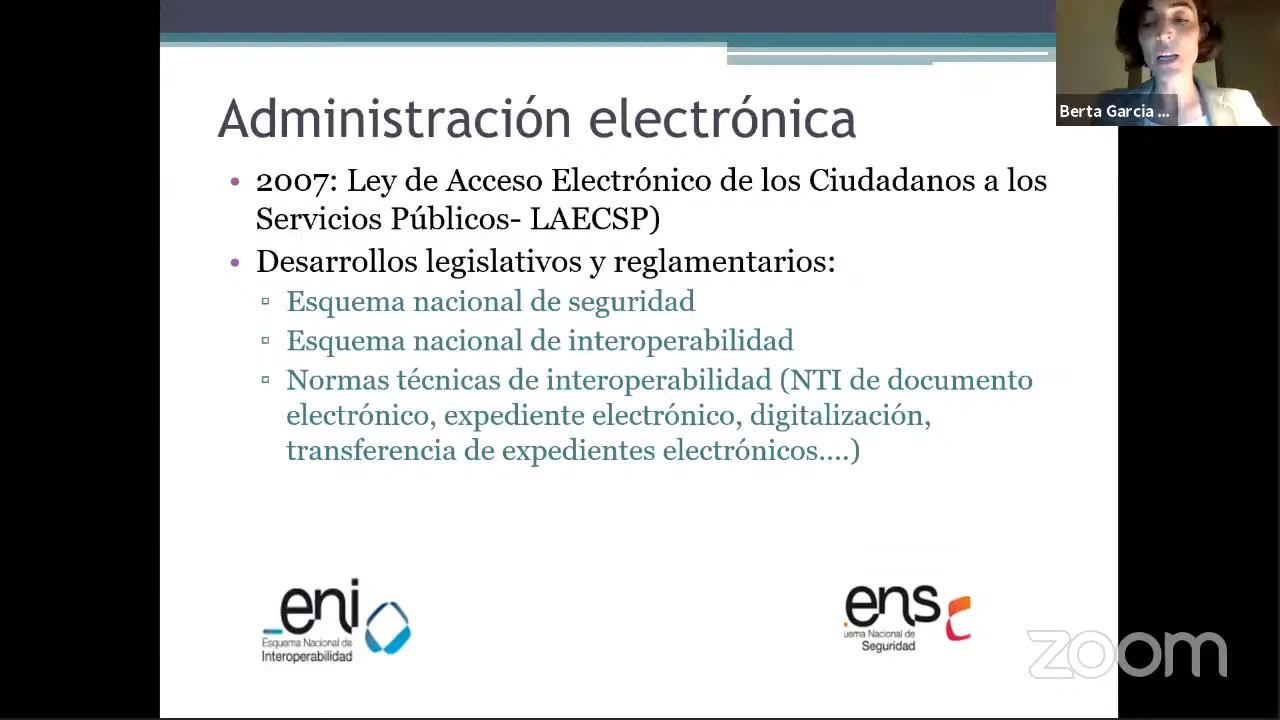 Administración electrónica
• 2007: Ley de Acceso Electrónico de los Ciudadanos a los
Servicios Públicos- LAECSP)
• Desarrollos legislativos y reglamentarios:
▫ Esquema nacional de seguridad
▫ Esquema nacional de interoperabilidad
▫ Normas técnicas de interoperabilidad (NTI de documento
electrónico, expediente electrónico, digitalización,
transferencia de expedientes electrónicos....)
Berta Garcia ...
_eni
Esquema Nacional de
Interoperabilidad
ens
uema Nacional de
Seguridad
zoom